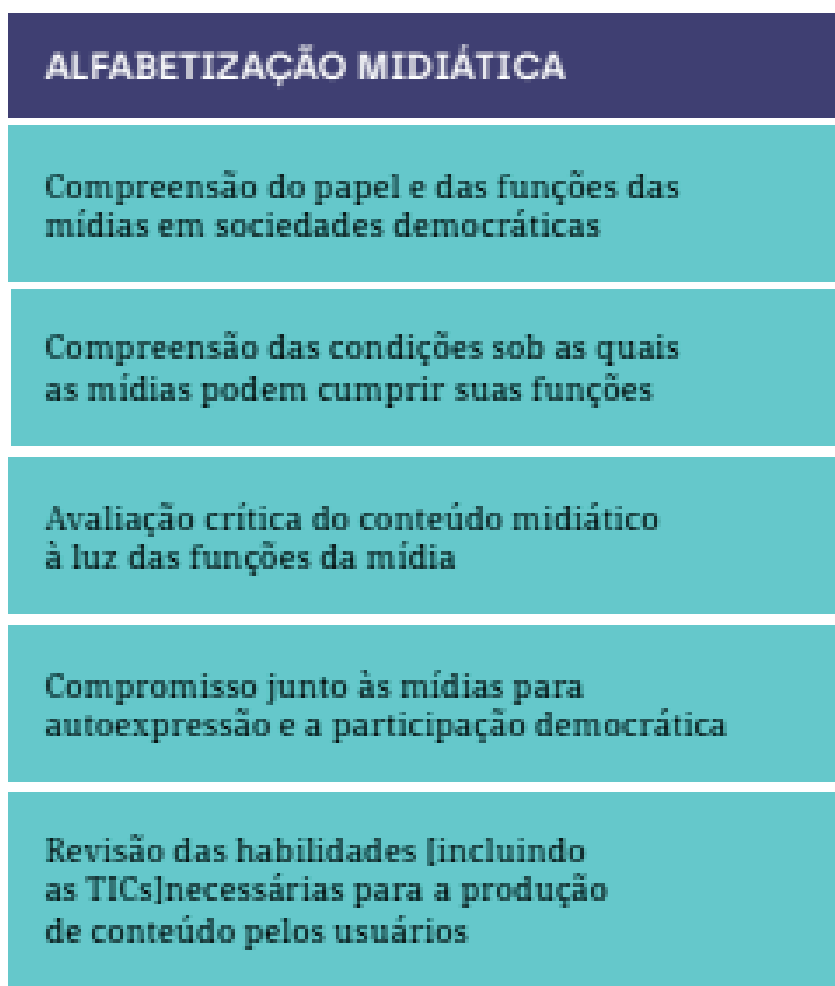 ALFABETIZAÇÃO MIDIÁTICA
Compreensão do papel e das funções das
mídias em sociedades democráticas
Compreensão das condições sob as quais
as mídias podem cumprir suas funções
Avaliação crítica do conteúdo midiático
à luz das funções da mídia
Compromisso junto às mídias para
autoexpressão e a participação democrática
Revisão das habilidades [incluindo
as TICs]necessárias para a produção
de conteúdo pelos usuários